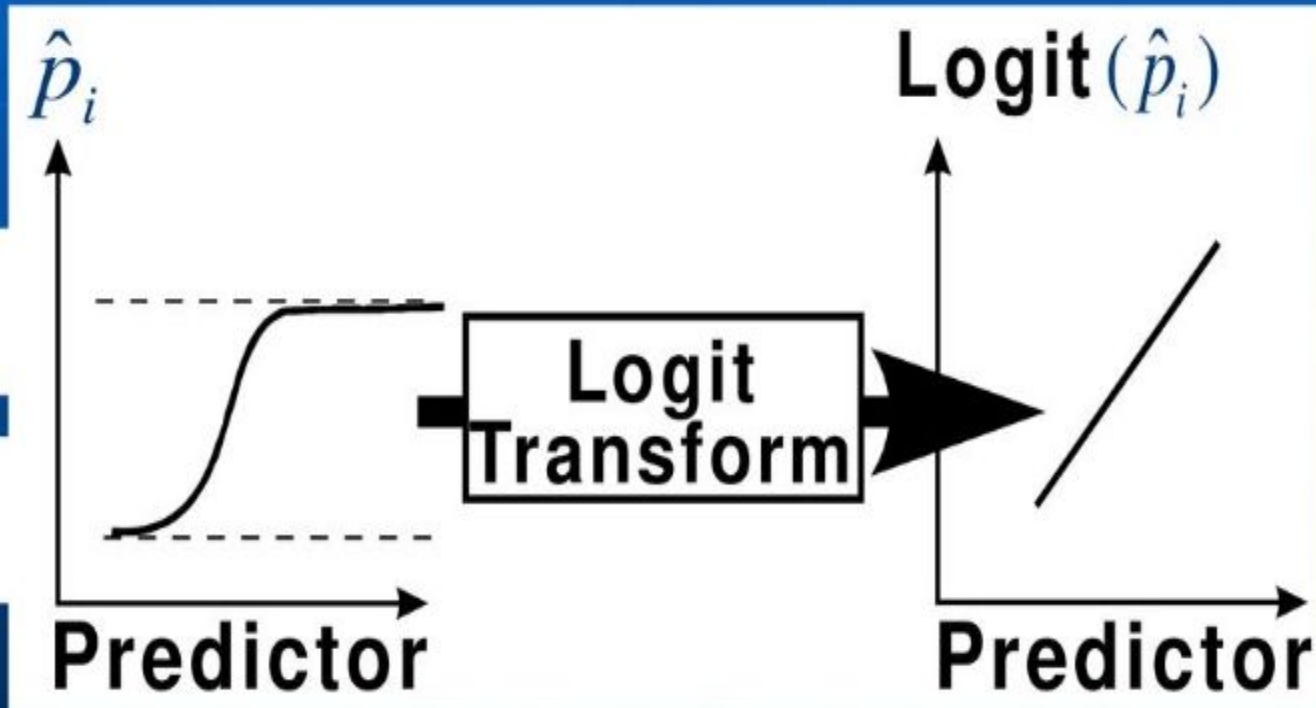 p̂ᵢ
Logit (p̂ᵢ)
Logit
Transform
Predictor
Predictor